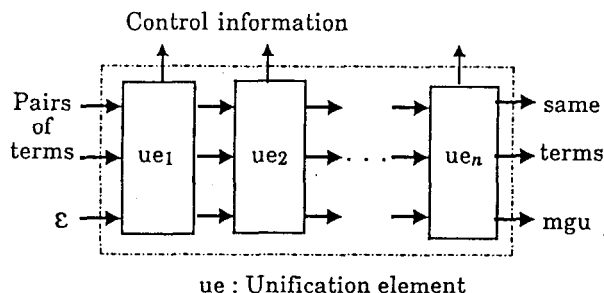 Control information
Pairs of terms
ue1
ue2
. . .
uen
same
terms
ε
mgu
ue : Unification element